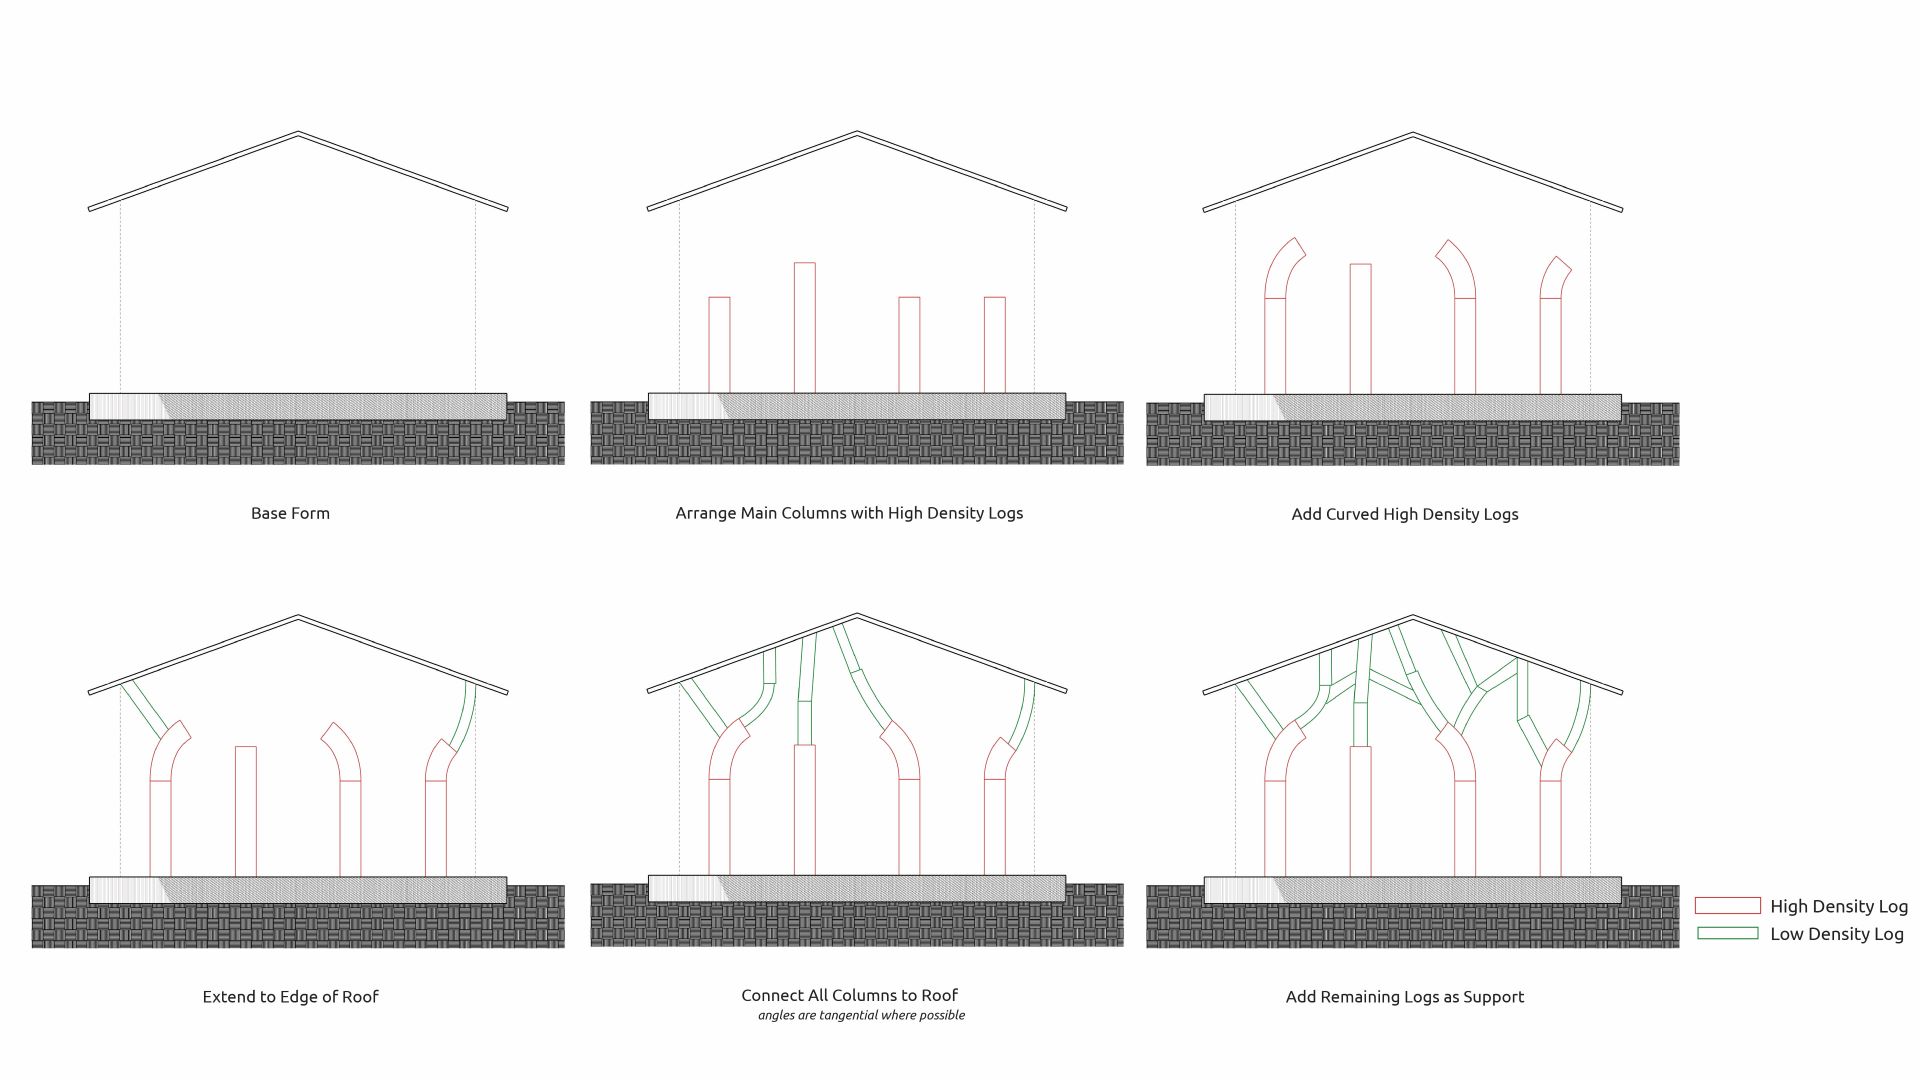 Base Form
Arrange Main Columns with High Density Logs
Add Curved High Density Logs
Extend to Edge of Roof
Connect All Columns to Roof
angles are tangential where possible
Add Remaining Logs as Support
High Density Log
Low Density Log